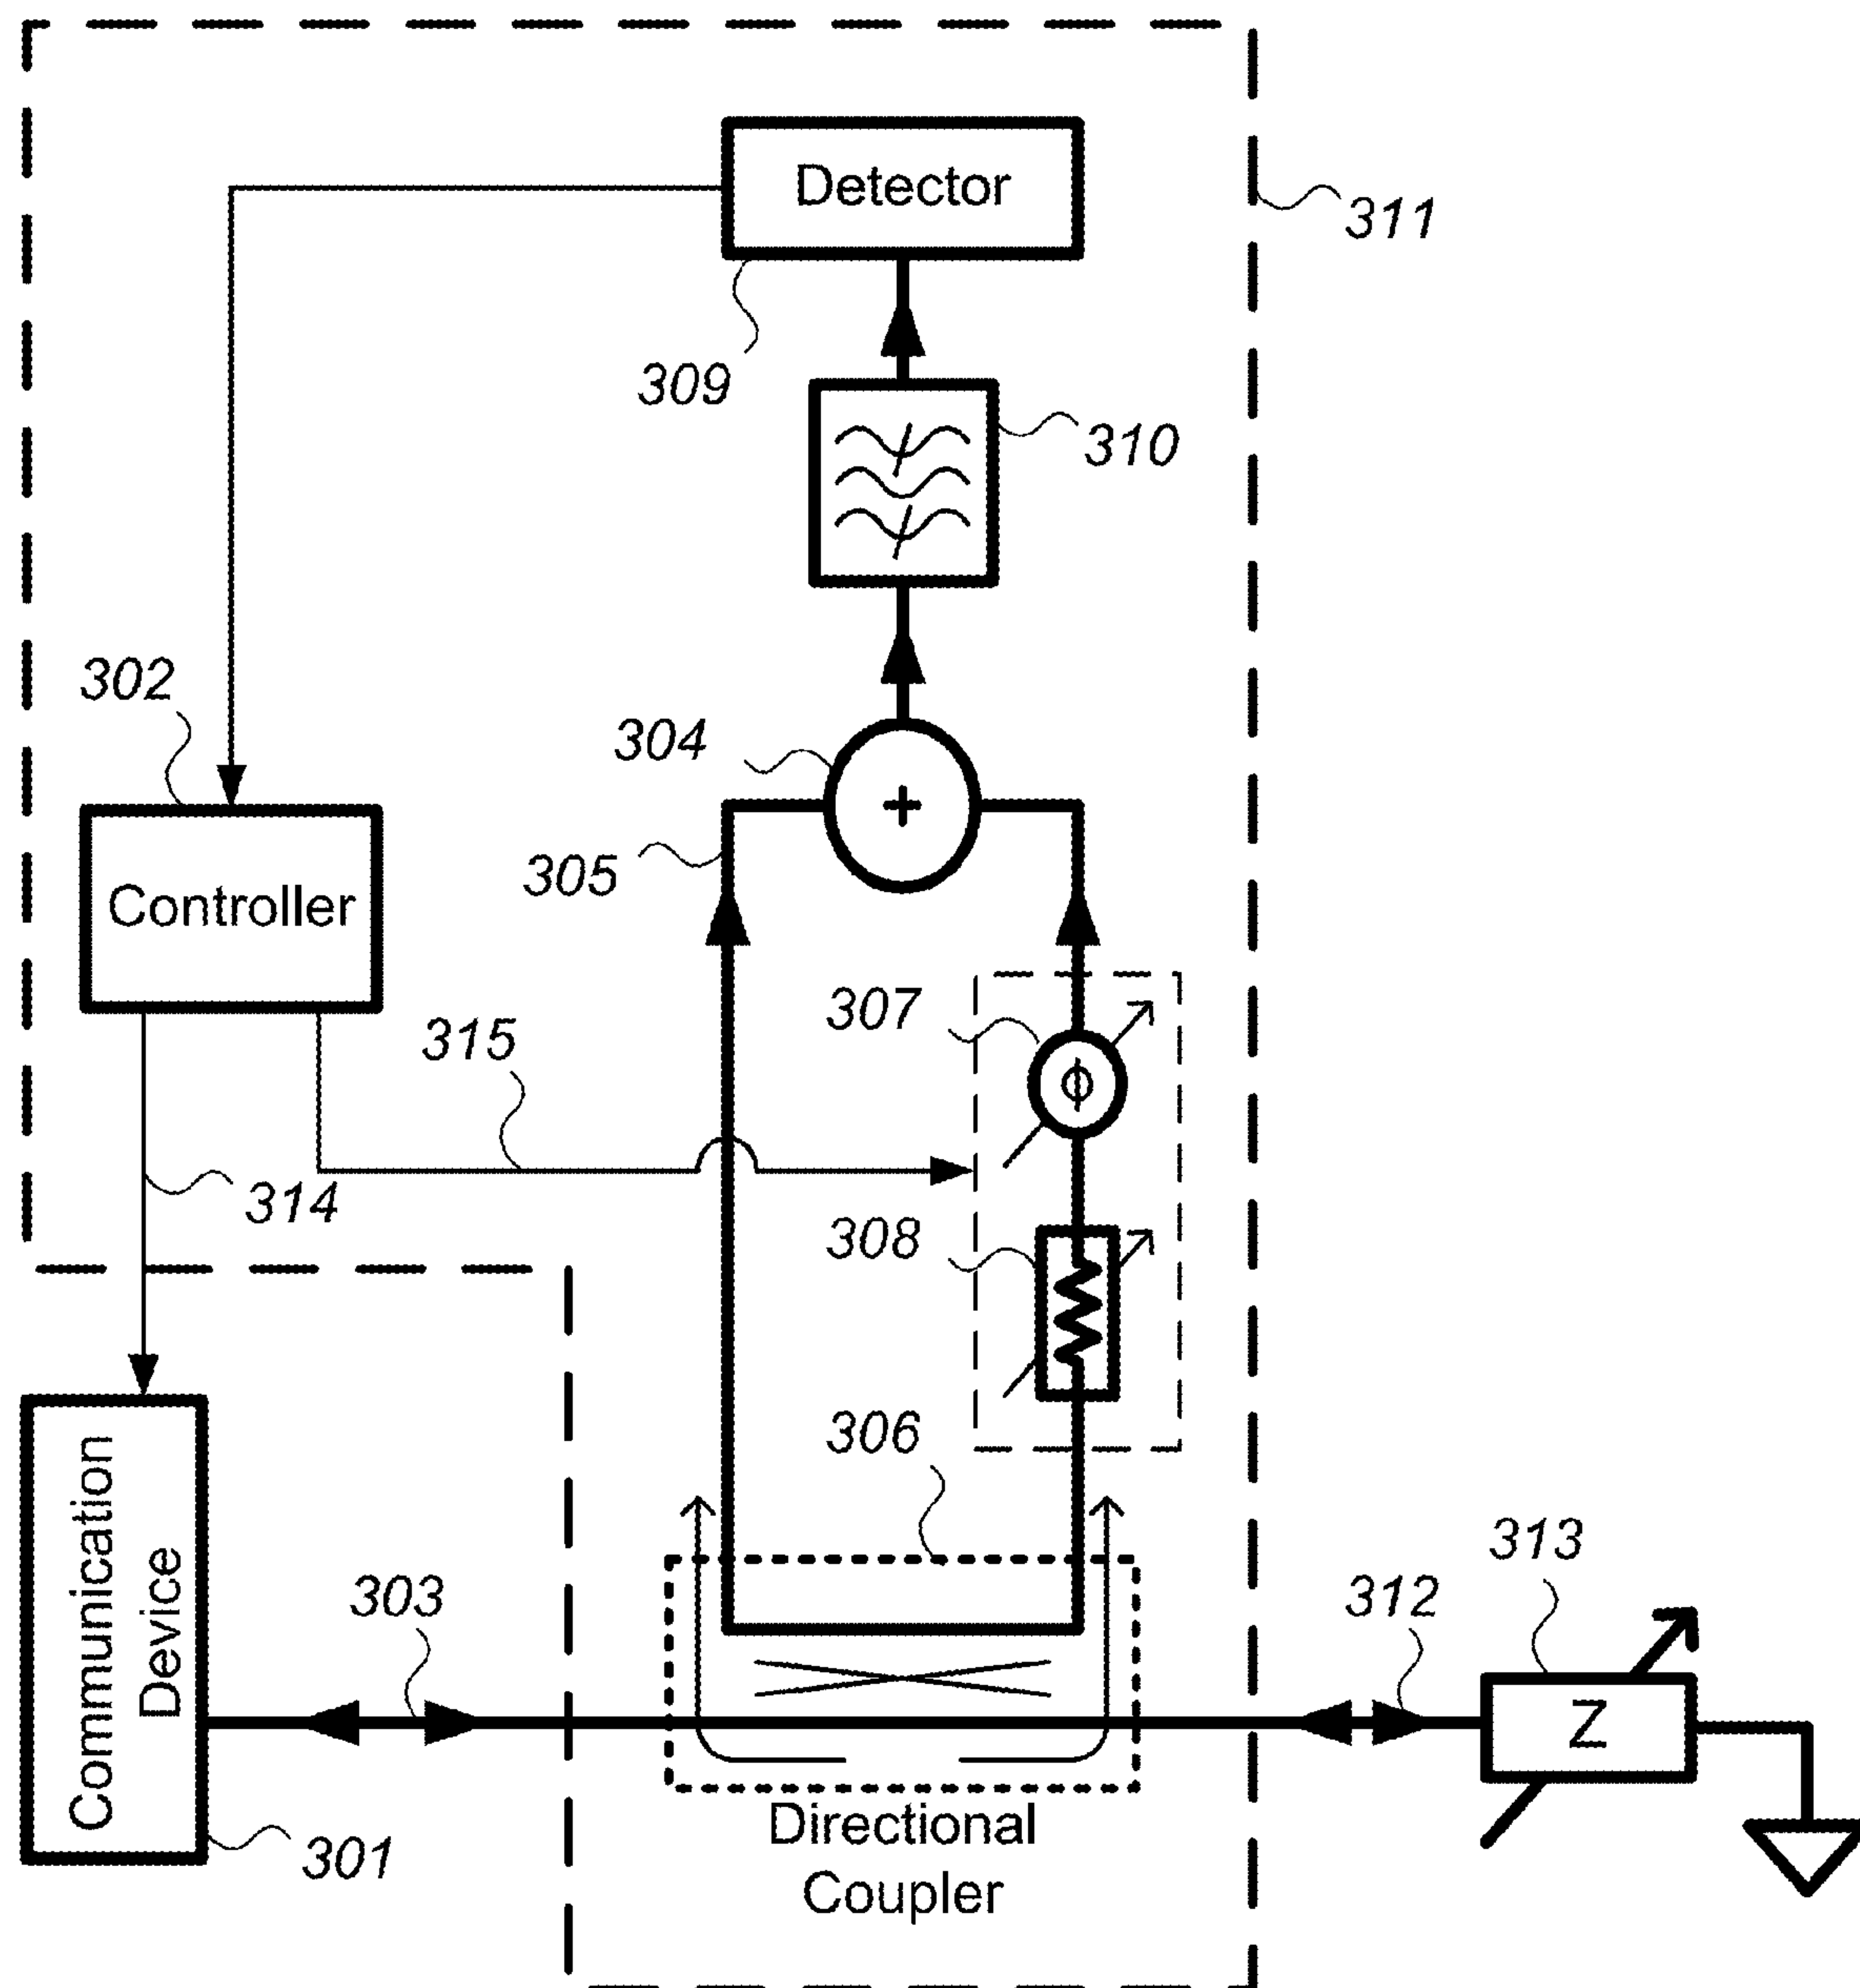 Detector
311
309
310
302
304
305
Controller
307
315
314
308
306
Communication
Device
303
313
312
Z
301
Directional
Coupler
+
ϕ